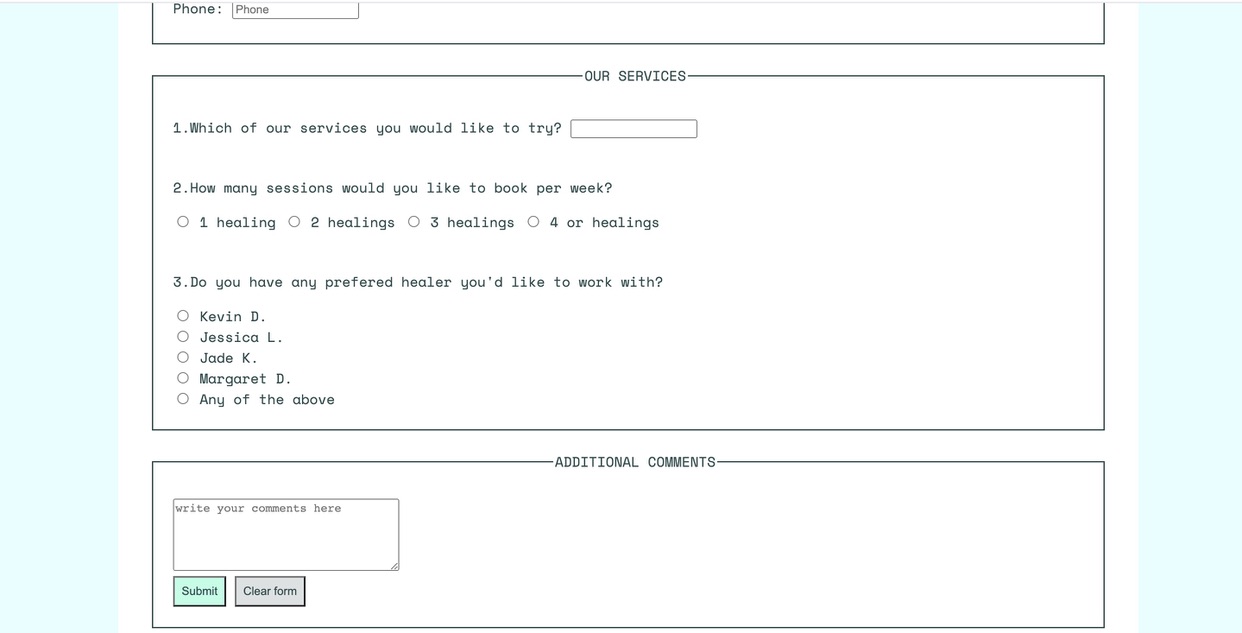 Phone: Phone
OUR SERVICES
1.Which of our services you would like to try?
2.How many sessions would you like to book per week?
1 healing 2 healings 3 healings 4 or healings
3.Do you have any prefered healer you'd like to work with?
Kevin D.
Jessica L.
Jade K.
Margaret D.
Any of the above
ADDITIONAL COMMENTS
write your comments here
Submit Clear form